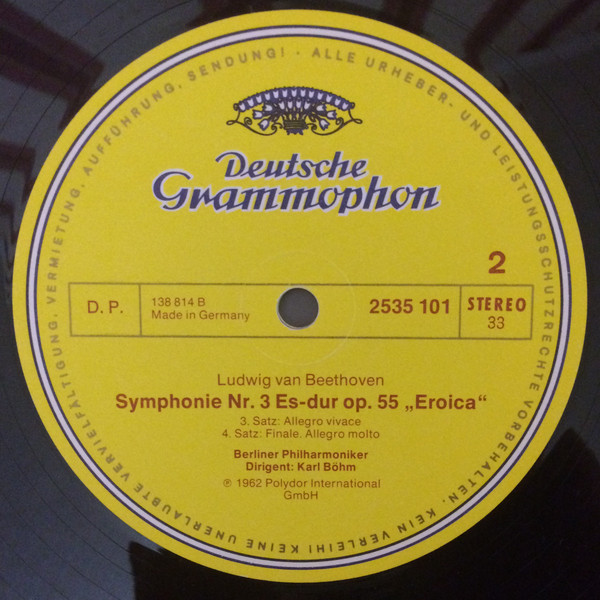 ALLE URHEBER- UND LEISTUNGSSCHUTZRECHTE VORBEHALTEN. KEIN VERLEIH! KEINE UNERLAUBTE VERVIELFÄLTIGUNG, VERMIETUNG, AUFFÜHRUNG, SENDUNG! ·
Deutsche
Grammophon
2
D. P.
138 814 B
Made in Germany
2535 101
STEREO
33
Ludwig van Beethoven
Symphonie Nr. 3 Es-dur op. 55 „Eroica“
3. Satz: Allegro vivace
4. Satz: Finale. Allegro molto
Berliner Philharmoniker
Dirigent: Karl Böhm
℗ 1962 Polydor International
GmbH